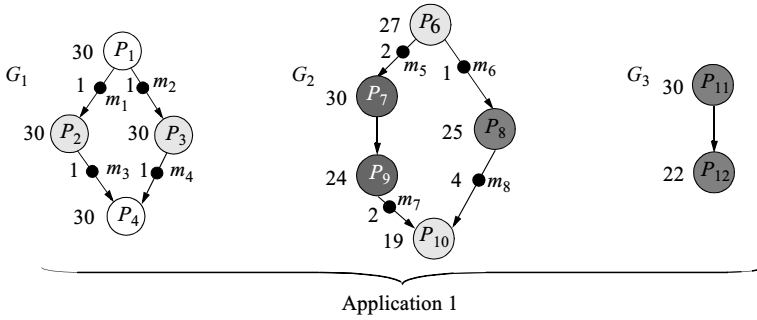 G1
30 P1
1 m1
1 m2
30 P2
30 P3
1 m3
1 m4
30 P4
G2
27 P6
2 m5
1 m6
30 P7
25 P8
24 P9
2 m7
4 m8
19 P10
G3
30 P11
22 P12
Application 1